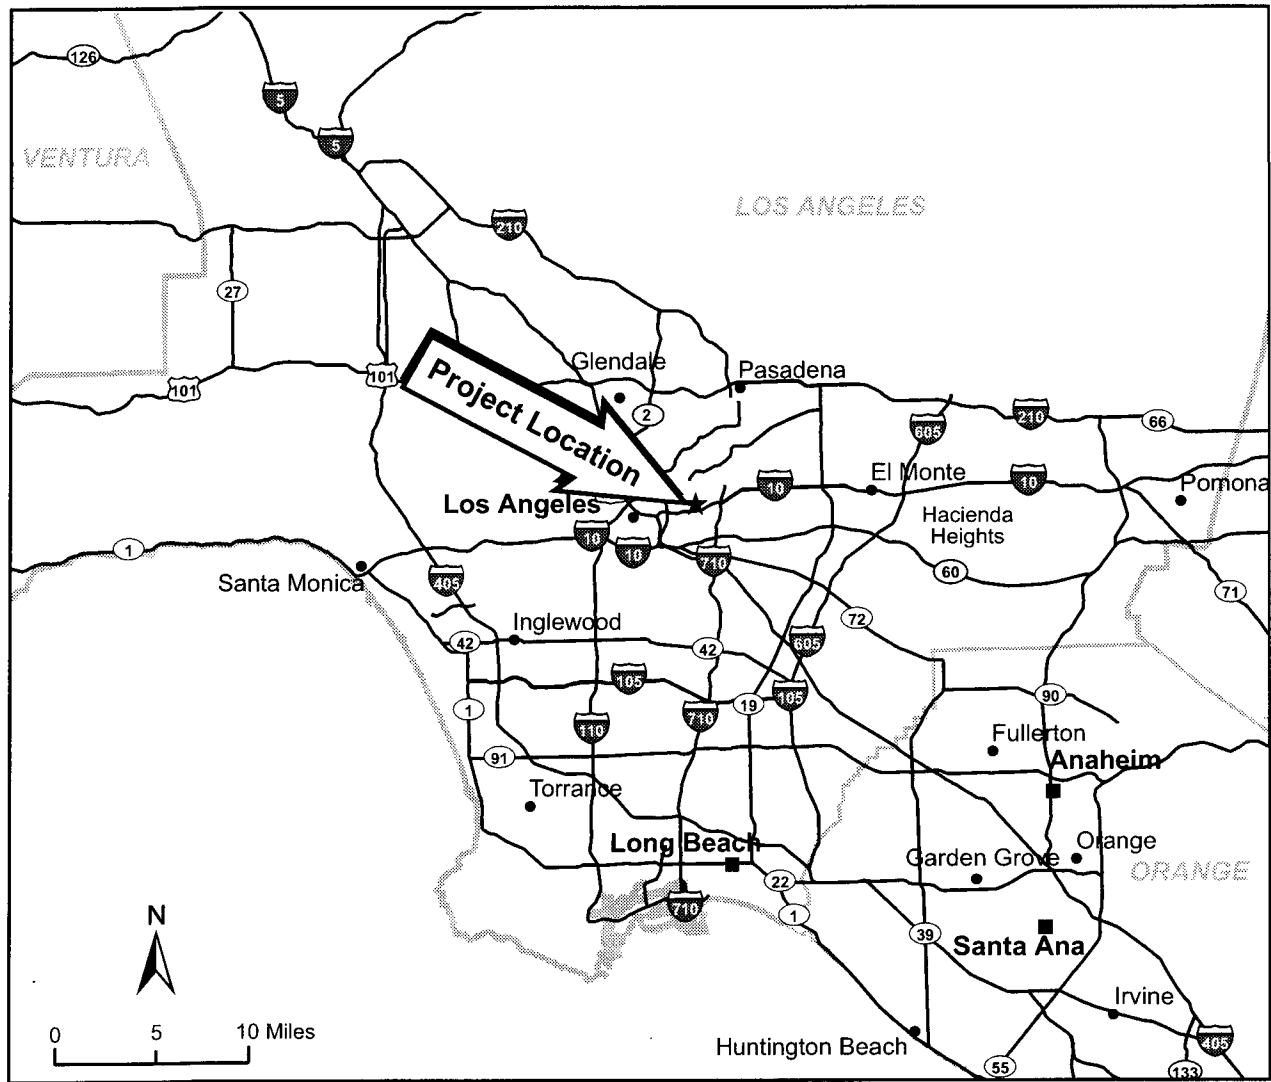 126
5
5
VENTURA
LOS ANGELES
210
27
Glendale
Pasadena
101
101
Project Location
2
605
210
66
El Monte
10
10
Pomona
Los Angeles
Hacienda
Heights
10
10
710
1
Santa Monica
405
60
71
72
Inglewood
42
42
605
105
105
90
1
19
710
110
Fullerton
91
Anaheim
Torrance
Long Beach
Orange
Garden Grove
ORANGE
22
710
1
39
N
Santa Ana
Irvine
0 5 10 Miles
Huntington Beach
405
55
133